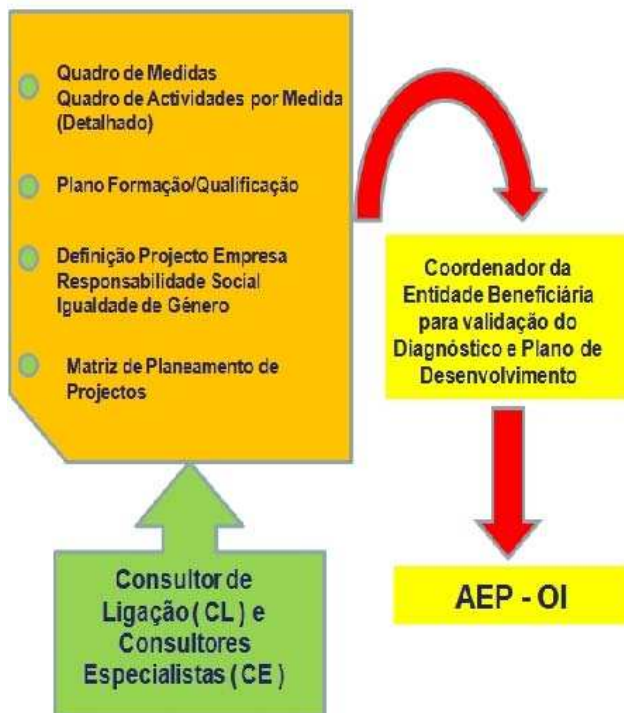 Quadro de Medidas
Quadro de Actividades por Medida
(Detalhado)
Plano Formação/Qualificação
Definição Projecto Empresa
Responsabilidade Social
Igualdade de Género
Matriz de Planeamento de
Projectos
Coordenador da
Entidade Beneficiária
para validação do
Diagnóstico e Plano de
Desenvolvimento
Consultor de
Ligação ( CL ) e
Consultores
Especialistas ( CE )
AEP - OI